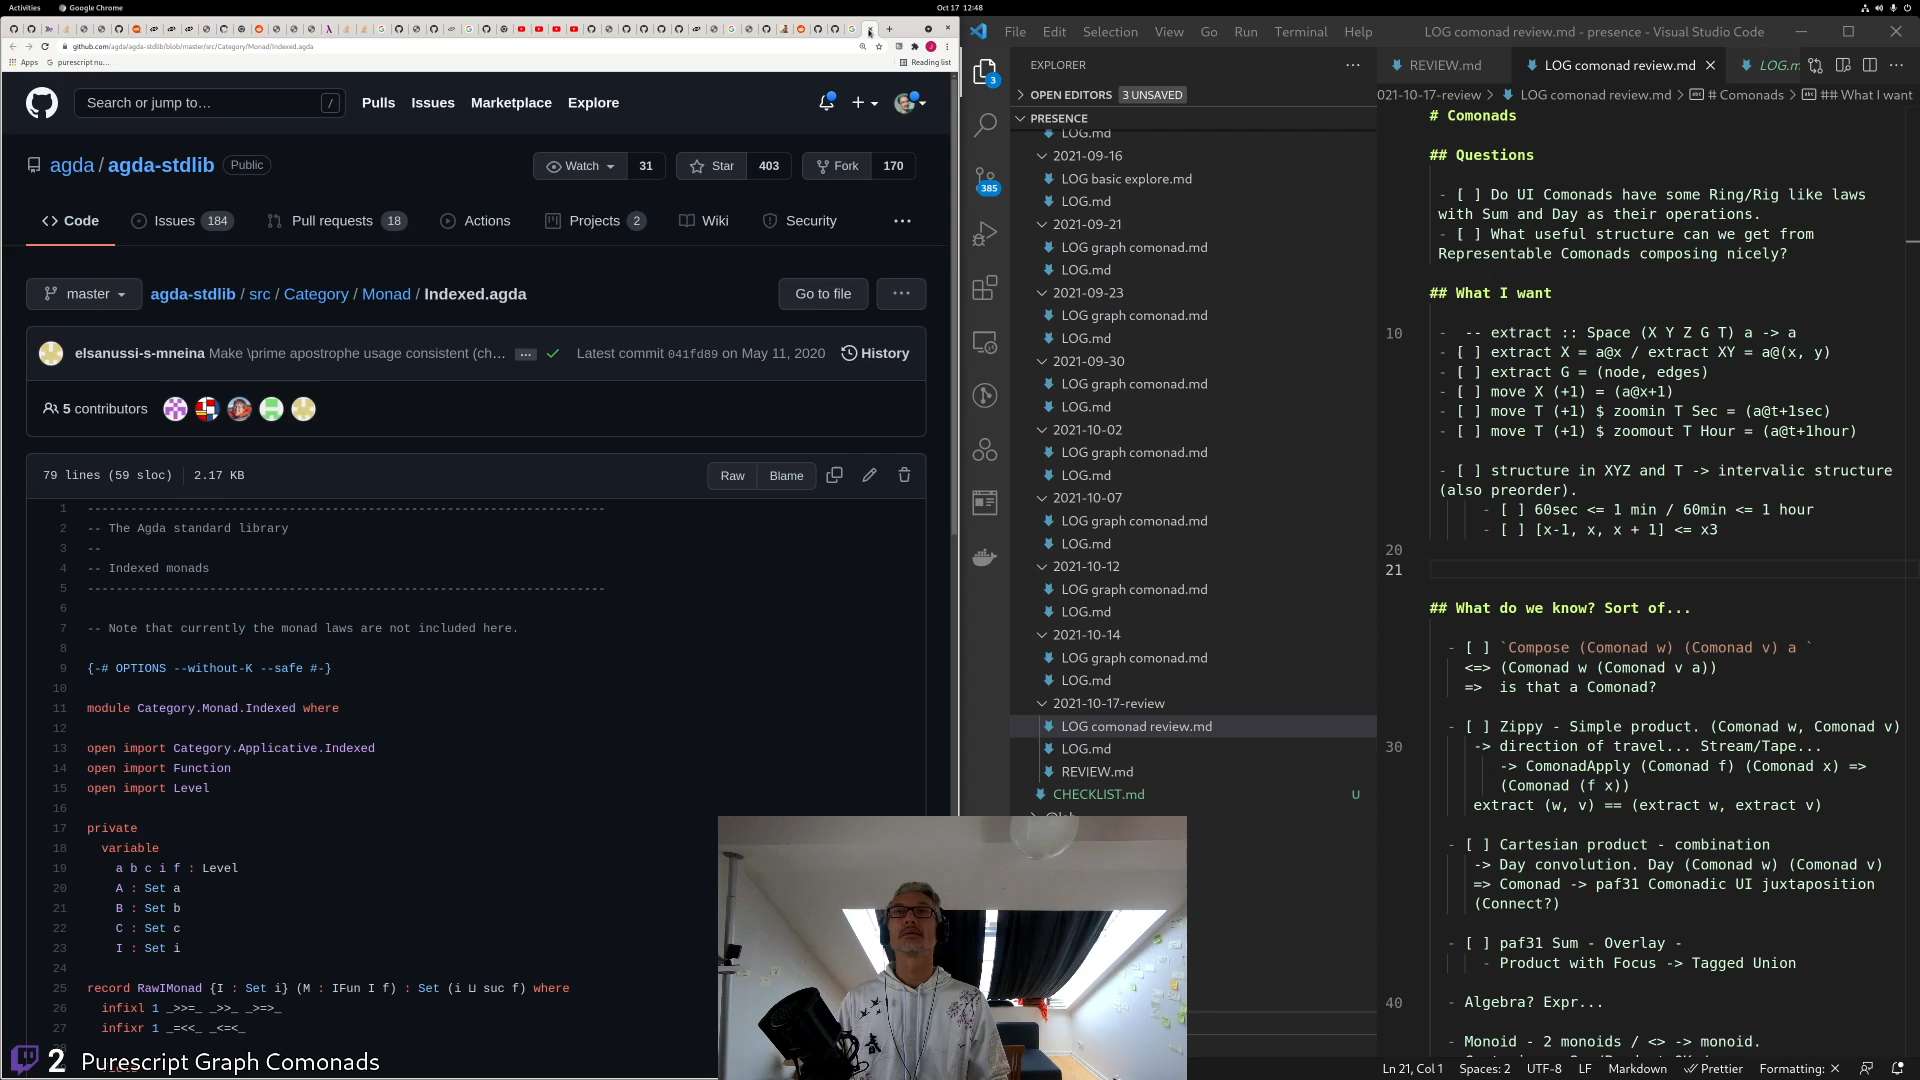 Activities Google Chrome Oct 17 12:48
github.com/agda/agda-stdlib/blob/master/src/Category/Monad/Indexed.agda
Apps purescript nu... Reading list
Search or jump to... / Pulls Issues Marketplace Explore
agda / agda-stdlib Public Watch 31 Star 403 Fork 170
Code Issues 184 Pull requests 18 Actions Projects 2 Wiki Security
master agda-stdlib / src / Category / Monad / Indexed.agda Go to file
elsanussi-s-mneina Make \prime apostrophe usage consistent (ch... Latest commit 041fd89 on May 11, 2020 History
5 contributors
79 lines (59 sloc) 2.17 KB Raw Blame
1 ------------------------------------------------------------------------
2 -- The Agda standard library
3 --
4 -- Indexed monads
5 ------------------------------------------------------------------------
6
7 -- Note that currently the monad laws are not included here.
8
9 {-# OPTIONS --without-K --safe #-}
10
11 module Category.Monad.Indexed where
12
13 open import Category.Applicative.Indexed
14 open import Function
15 open import Level
16
17 private
18 variable
19 a b c i f : Level
20 A : Set a
21 B : Set b
22 C : Set c
23 I : Set i
24
25 record RawIMonad {I : Set i} (M : IFun I f) : Set (i ⊔ suc f) where
26 infixl 1 _>>=_ _>>_ _>=>_
27 infixr 1 _=<<_ _<=<_
2 Purescript Graph Comonads
File Edit Selection View Go Run Terminal Help LOG comonad review.md - presence - Visual Studio Code
EXPLORER
3
385
OPEN EDITORS 3 UNSAVED
PRESENCE
LOG.md
2021-09-16
LOG basic explore.md
LOG.md
2021-09-21
LOG graph comonad.md
LOG.md
2021-09-23
LOG graph comonad.md
LOG.md
2021-09-30
LOG graph comonad.md
LOG.md
2021-10-02
LOG graph comonad.md
LOG.md
2021-10-07
LOG graph comonad.md
LOG.md
2021-10-12
LOG graph comonad.md
LOG.md
2021-10-14
LOG graph comonad.md
LOG.md
2021-10-17-review
LOG comonad review.md
LOG.md
REVIEW.md
CHECKLIST.md U
REVIEW.md LOG comonad review.md LOG.m
021-10-17-review > LOG comonad review.md > # Comonads > ## What I want
# Comonads
## Questions
- [ ] Do UI Comonads have some Ring/Rig like laws
with Sum and Day as their operations.
- [ ] What useful structure can we get from
Representable Comonads composing nicely?
## What I want
10 - -- extract :: Space (X Y Z G T) a -> a
- [ ] extract X = a@x / extract XY = a@(x, y)
- [ ] extract G = (node, edges)
- [ ] move X (+1) = (a@x+1)
- [ ] move T (+1) $ zoomin T Sec = (a@t+1sec)
- [ ] move T (+1) $ zoomout T Hour = (a@t+1hour)
- [ ] structure in XYZ and T -> intervalic structure
(also preorder).
- [ ] 60sec <= 1 min / 60min <= 1 hour
- [ ] [x-1, x, x + 1] <= x3
20
21
## What do we know? Sort of...
- [ ] `Compose (Comonad w) (Comonad v) a `
<=> (Comonad w (Comonad v a))
=> is that a Comonad?
30 - [ ] Zippy - Simple product. (Comonad w, Comonad v)
-> direction of travel... Stream/Tape...
-> ComonadApply (Comonad f) (Comonad x) =>
(Comonad (f x))
extract (w, v) == (extract w, extract v)
- [ ] Cartesian product - combination
-> Day convolution. Day (Comonad w) (Comonad v)
=> Comonad -> paf31 Comonadic UI juxtaposition
(Connect?)
- [ ] paf31 Sum - Overlay -
- Product with Focus -> Tagged Union
40 - Algebra? Expr...
- Monoid - 2 monoids / <> -> monoid.
Ln 21, Col 1 Spaces: 2 UTF-8 LF Markdown Prettier Formatting: ×